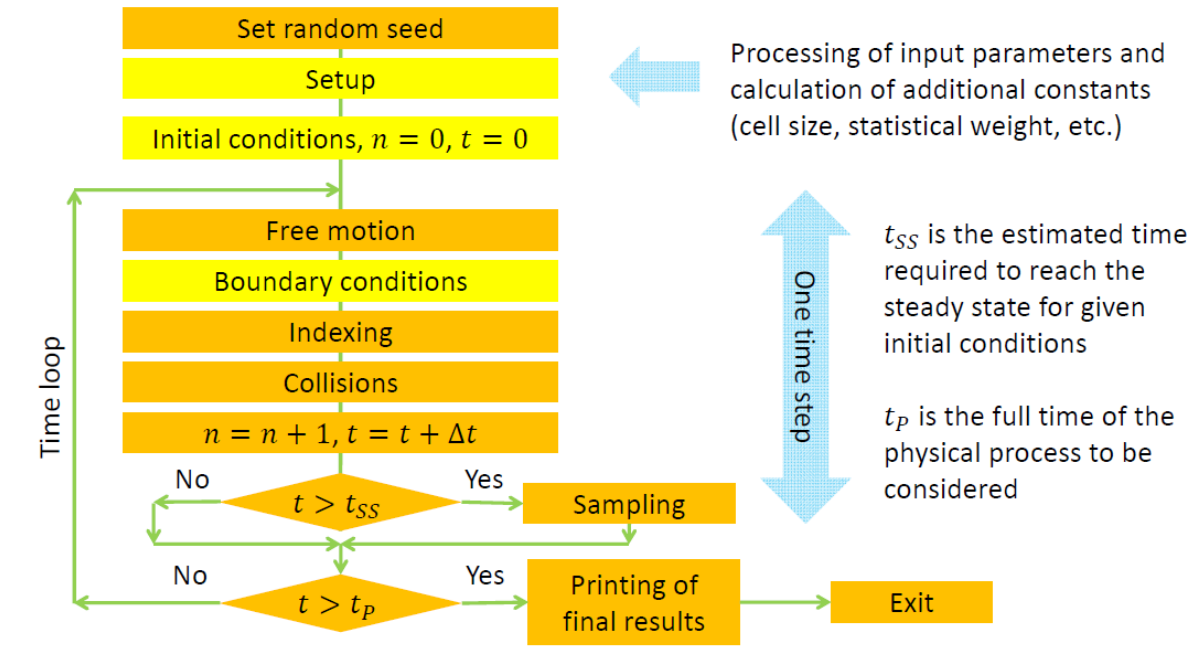 Set random seed
Setup
Initial conditions, n = 0, t = 0
Processing of input parameters and
calculation of additional constants
(cell size, statistical weight, etc.)
Time loop
Free motion
Boundary conditions
Indexing
Collisions
n = n + 1, t = t + Δt
One time step
t_SS is the estimated time
required to reach the
steady state for given
initial conditions
t_P is the full time of the
physical process to be
considered
No
t > t_SS
Yes
Sampling
No
t > t_P
Yes
Printing of
final results
Exit